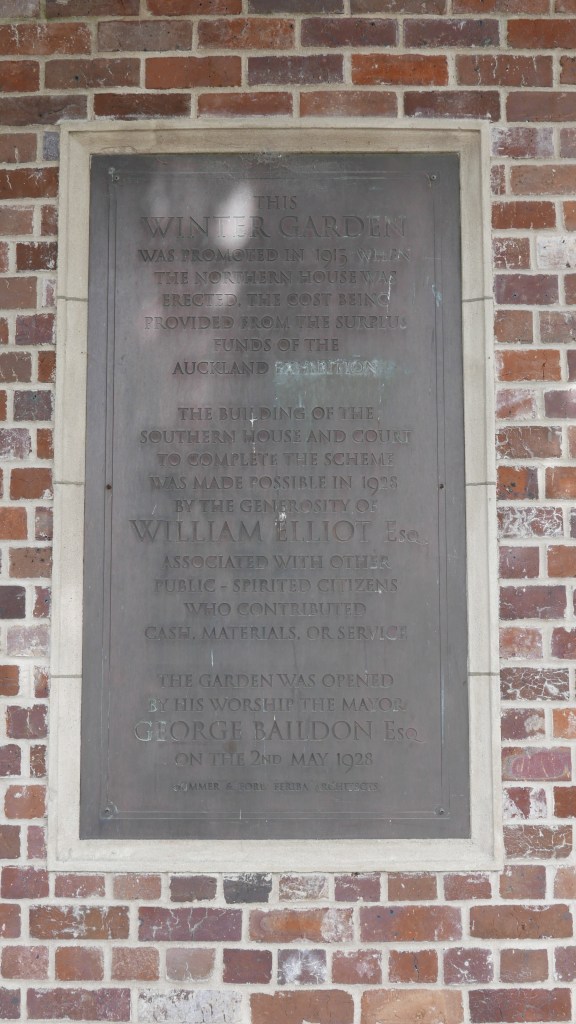 THIS
WINTER GARDEN
WAS PROMOTED IN 1913 WHEN
THE NORTHERN HOUSE WAS
ERECTED, THE COST BEING
PROVIDED FROM THE SURPLUS
FUNDS OF THE
AUCKLAND EXHIBITION
THE BUILDING OF THE
SOUTHERN HOUSE AND COURT
TO COMPLETE THE SCHEME
WAS MADE POSSIBLE IN 1928
BY THE GENEROSITY OF
WILLIAM ELLIOT ESQ.
ASSOCIATED WITH OTHER
PUBLIC - SPIRITED CITIZENS
WHO CONTRIBUTED
CASH, MATERIALS, OR SERVICE
THE GARDEN WAS OPENED
BY HIS WORSHIP THE MAYOR
GEORGE BAILDON ESQ.
ON THE 2ND MAY 1928
GUMMER & FORD F.F.R.I.B.A. ARCHITECTS